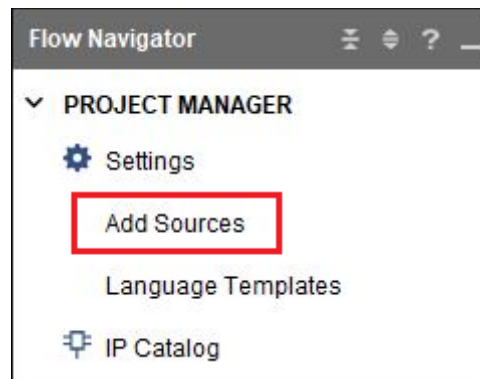 Flow Navigator ?
PROJECT MANAGER
Settings
Add Sources
Language Templates
IP Catalog